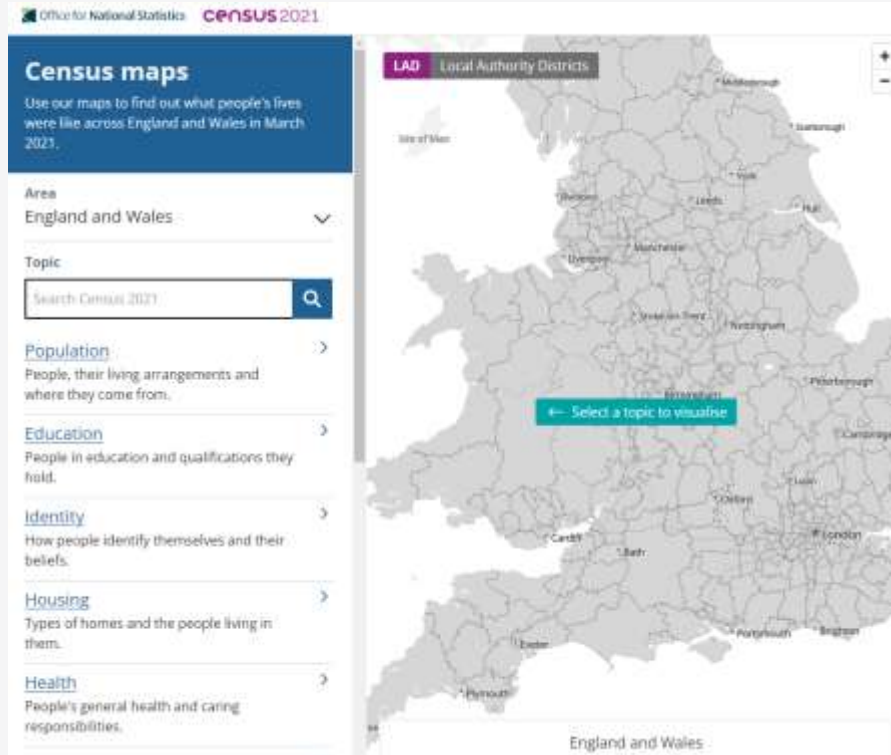 Office for National Statistics census 2021
Census maps
Use our maps to find out what people's lives
were like across England and Wales in March
2021.
Area
England and Wales
Topic
Search Census 2021
Population
People, their living arrangements and
where they come from.
Education
People in education and qualifications they
hold.
Identity
How people identify themselves and their
beliefs.
Housing
Types of homes and the people living in
them.
Health
People's general health and caring
responsibilities.
LAD Local Authority Districts
+
−
Middlesbrough
Isle of Man
Scarborough
York
Leeds
Hull
Manchester
Liverpool
Stoke-on-Trent
Nottingham
Peterborough
Birmingham
← Select a topic to visualise
Cambridge
Luton
Oxford
London
Cardiff
Bath
Portsmouth
Brighton
Exeter
Plymouth
England and Wales